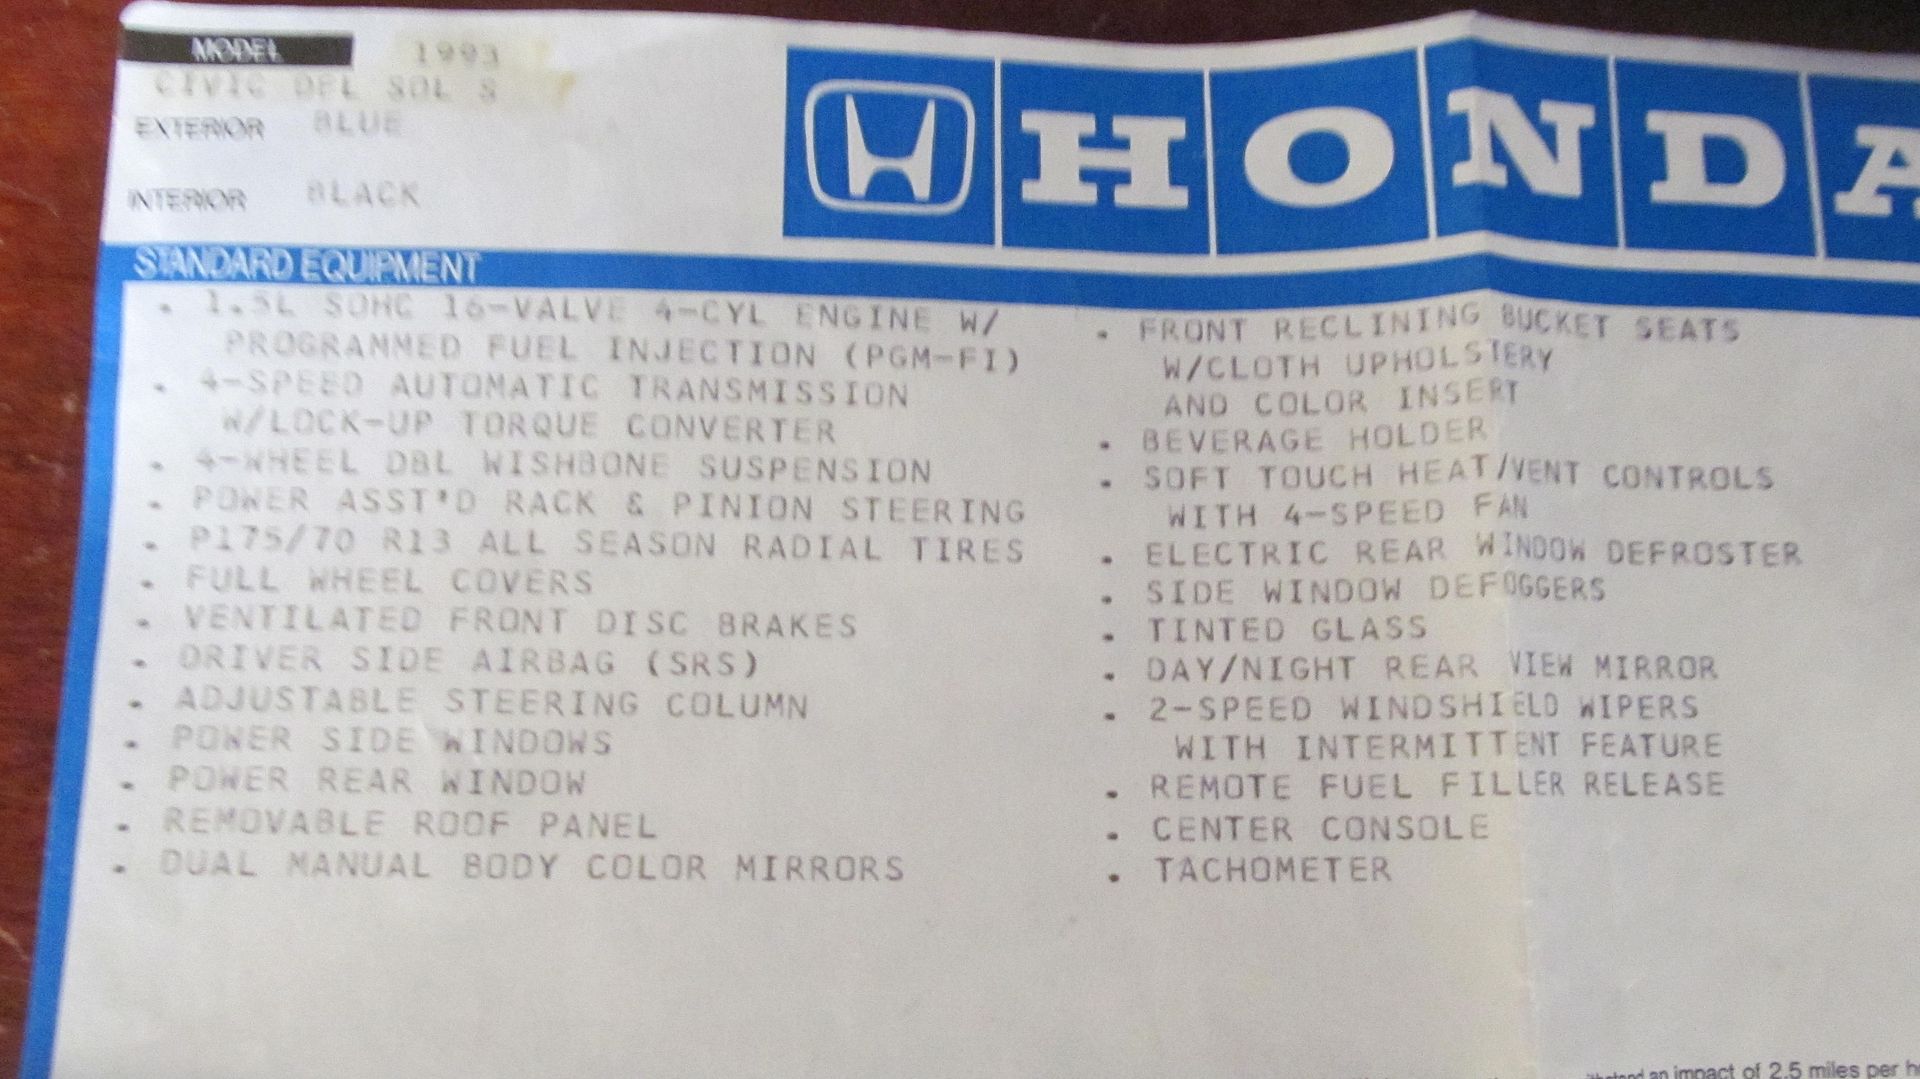 MODEL 1993
CIVIC DEL SOL S
EXTERIOR BLUE
INTERIOR BLACK
HONDA
STANDARD EQUIPMENT
• 1.5L SOHC 16-VALVE 4-CYL ENGINE W/
PROGRAMMED FUEL INJECTION (PGM-FI)
• 4-SPEED AUTOMATIC TRANSMISSION
W/LOCK-UP TORQUE CONVERTER
• 4-WHEEL DBL WISHBONE SUSPENSION
• POWER ASST'D RACK & PINION STEERING
• P175/70 R13 ALL SEASON RADIAL TIRES
• FULL WHEEL COVERS
• VENTILATED FRONT DISC BRAKES
• DRIVER SIDE AIRBAG (SRS)
• ADJUSTABLE STEERING COLUMN
• POWER SIDE WINDOWS
• POWER REAR WINDOW
• REMOVABLE ROOF PANEL
• DUAL MANUAL BODY COLOR MIRRORS
• FRONT RECLINING BUCKET SEATS
W/CLOTH UPHOLSTERY
AND COLOR INSERT
• BEVERAGE HOLDER
• SOFT TOUCH HEAT/VENT CONTROLS
WITH 4-SPEED FAN
• ELECTRIC REAR WINDOW DEFROSTER
• SIDE WINDOW DEFOGGERS
• TINTED GLASS
• DAY/NIGHT REAR VIEW MIRROR
• 2-SPEED WINDSHIELD WIPERS
WITH INTERMITTENT FEATURE
• REMOTE FUEL FILLER RELEASE
• CENTER CONSOLE
• TACHOMETER
an impact of 2.5 miles per